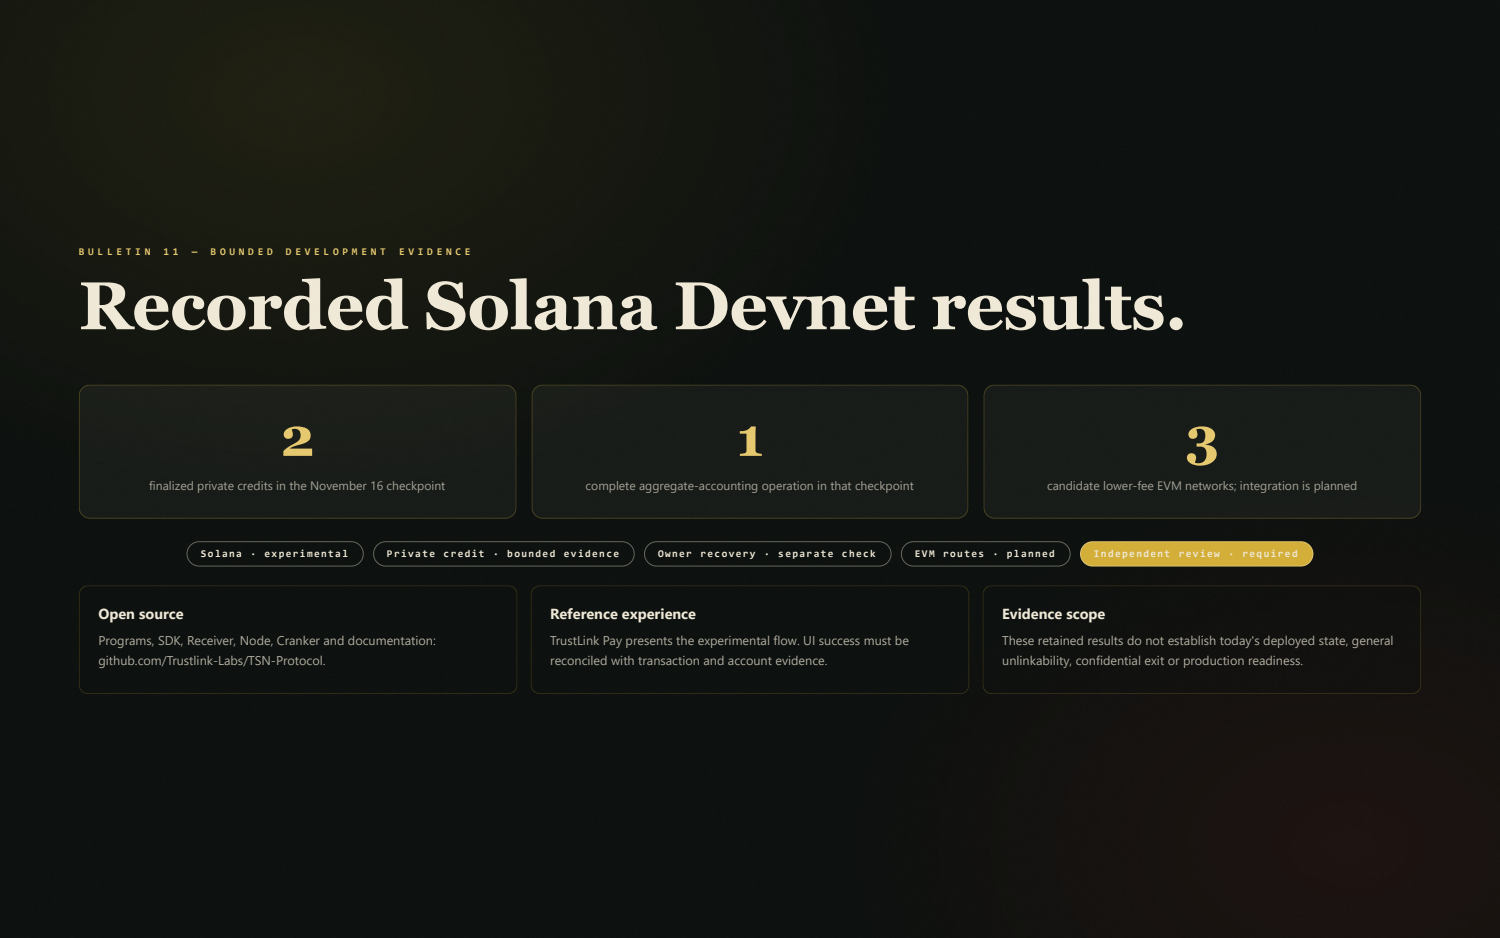 BULLETIN 11 — BOUNDED DEVELOPMENT EVIDENCE
Recorded Solana Devnet results.
2
finalized private credits in the November 16 checkpoint
1
complete aggregate-accounting operation in that checkpoint
3
candidate lower-fee EVM networks; integration is planned
Solana · experimental
Private credit · bounded evidence
Owner recovery · separate check
EVM routes · planned
Independent review · required
Open source
Programs, SDK, Receiver, Node, Cranker and documentation:
github.com/Trustlink-Labs/TSN-Protocol.
Reference experience
TrustLink Pay presents the experimental flow. UI success must be
reconciled with transaction and account evidence.
Evidence scope
These retained results do not establish today's deployed state, general
unlinkability, confidential exit or production readiness.